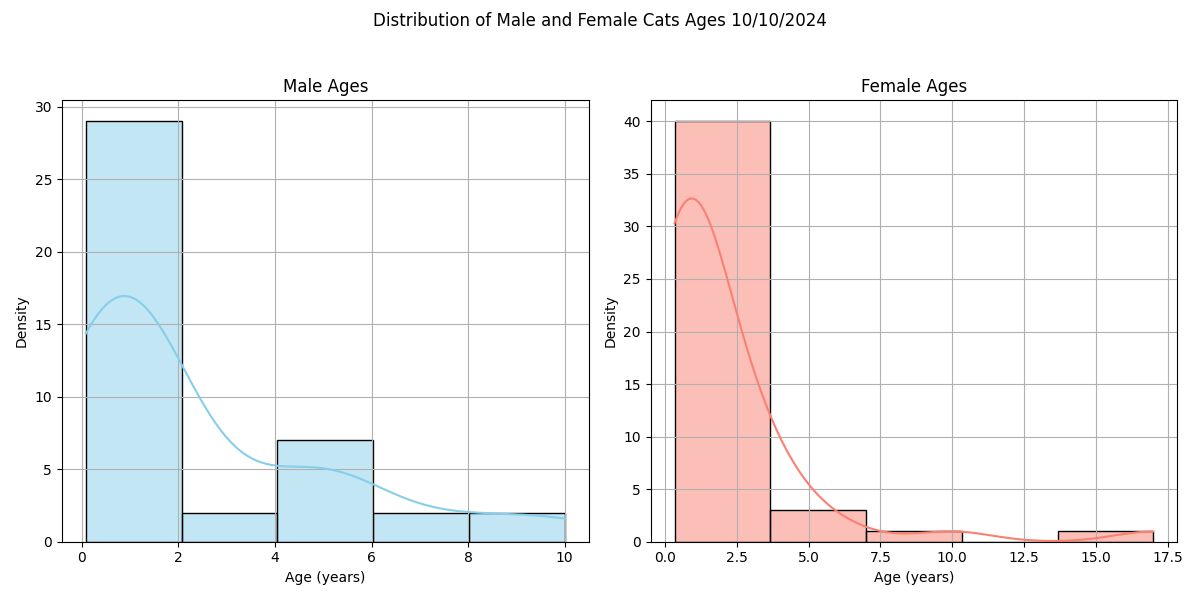 Distribution of Male and Female Cats Ages 10/10/2024
Male Ages
Density
30
25
20
15
10
5
0
0 2 4 6 8 10
Age (years)
Female Ages
Density
40
35
30
25
20
15
10
5
0
0.0 2.5 5.0 7.5 10.0 12.5 15.0 17.5
Age (years)